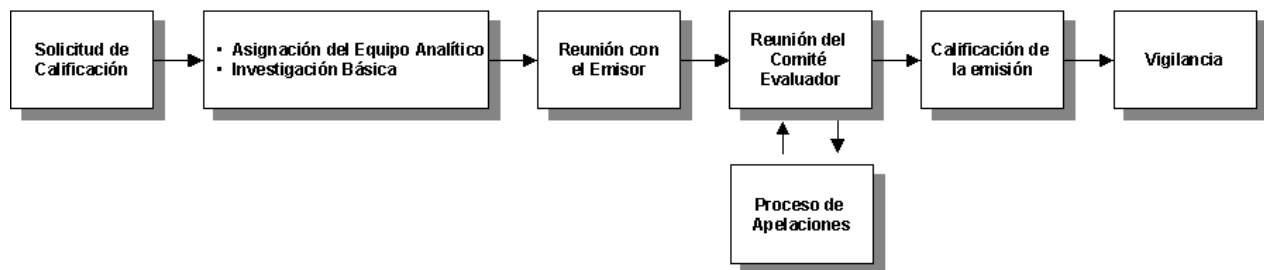 Solicitud de
Calificación
▪ Asignación del Equipo Analítico
▪ Investigación Básica
Reunión con
el Emisor
Reunión del
Comité
Evaluador
Calificación de
la emisión
Vigilancia
Proceso de
Apelaciones